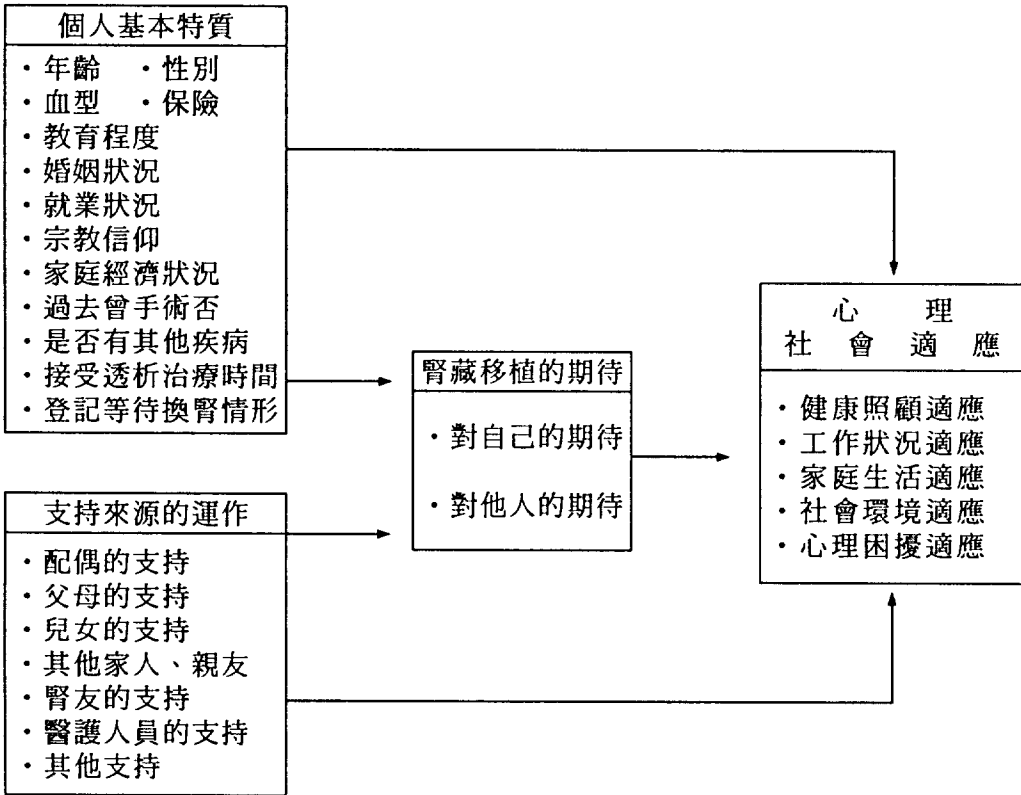 個人基本特質
・年齡 ・性別
・血型 ・保險
・教育程度
・婚姻狀況
・就業狀況
・宗教信仰
・家庭經濟狀況
・過去曾手術否
・是否有其他疾病
・接受透析治療時間
・登記等待換腎情形
支持來源的運作
・配偶的支持
・父母的支持
・兒女的支持
・其他家人、親友
・腎友的支持
・醫護人員的支持
・其他支持
腎藏移植的期待
・對自己的期待
・對他人的期待
心理
社會適應
・健康照顧適應
・工作狀況適應
・家庭生活適應
・社會環境適應
・心理困擾適應